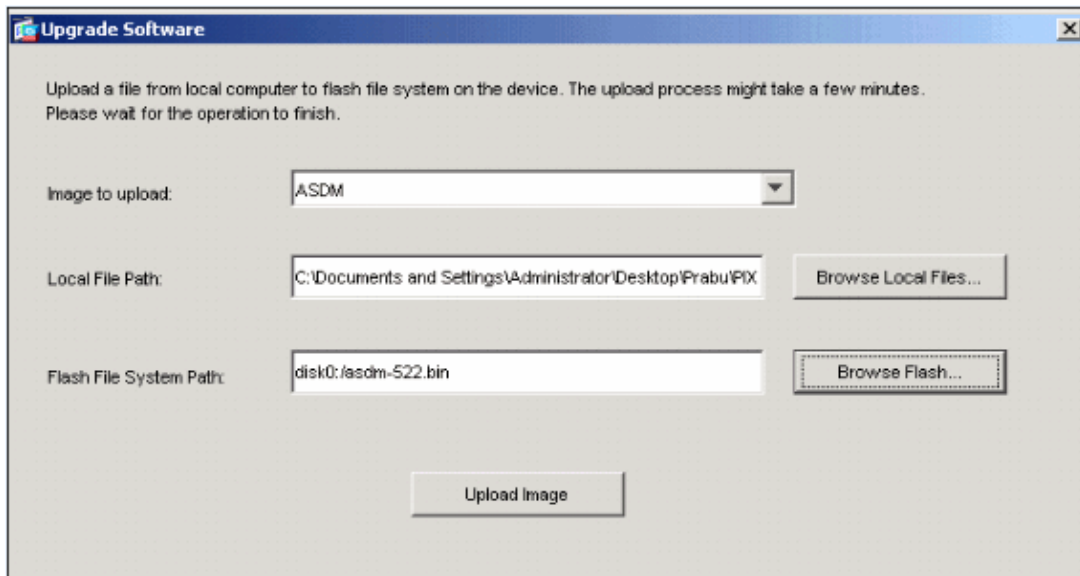 Upgrade Software
Upload a file from local computer to flash file system on the device. The upload process might take a few minutes.
Please wait for the operation to finish.
Image to upload:
ASDM
Local File Path:
C:\Documents and Settings\Administrator\Desktop\Prabu\PIX
Browse Local Files...
Flash File System Path:
disk0:/asdm-522.bin
Browse Flash...
Upload Image